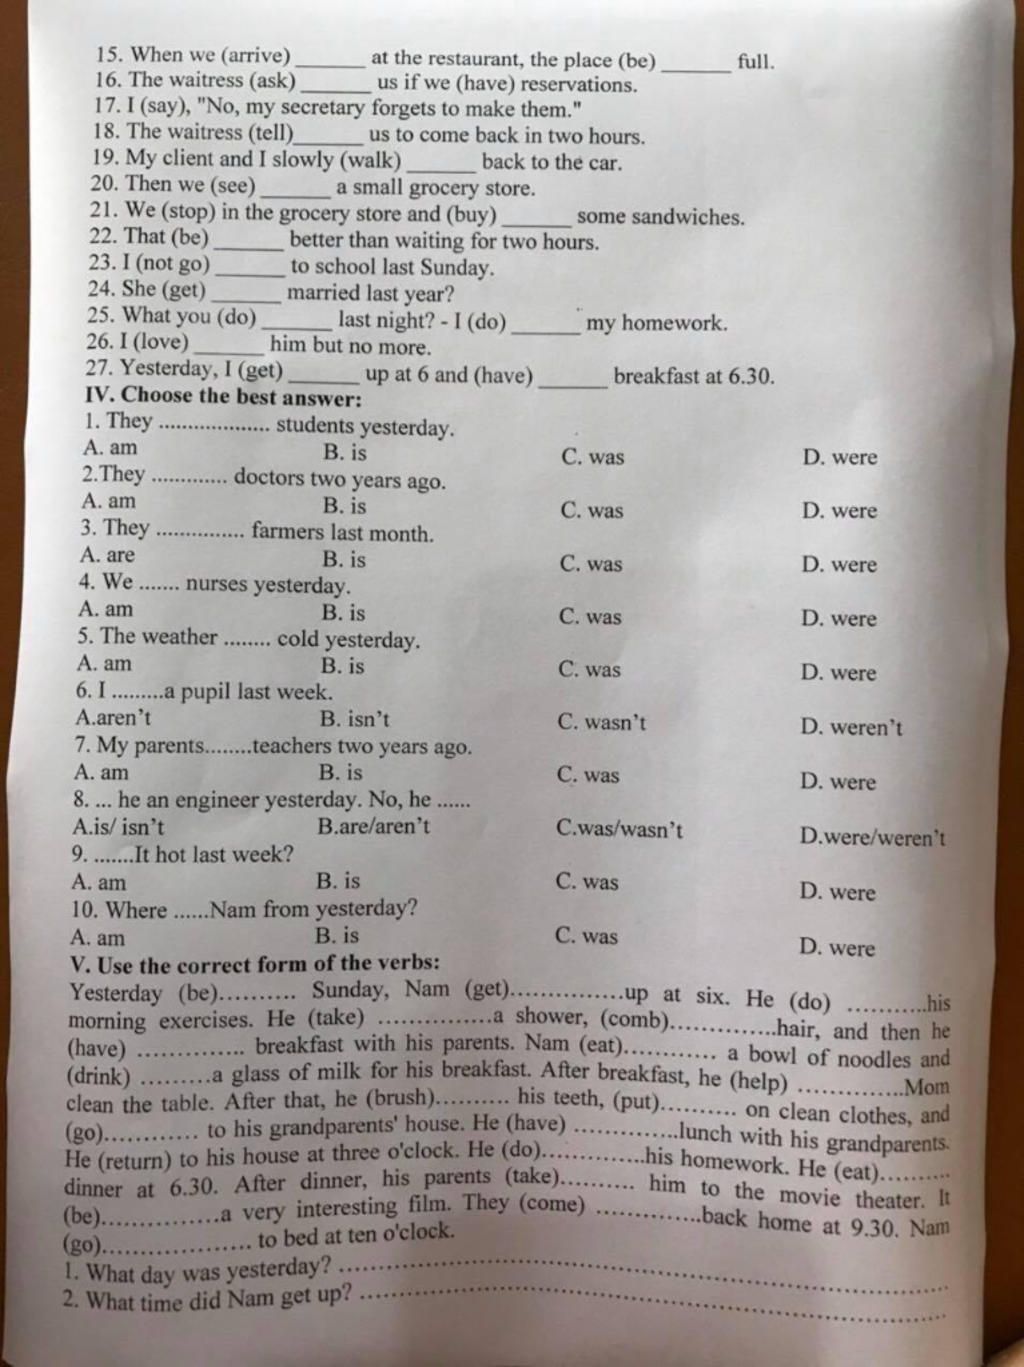 15. When we (arrive) _______ at the restaurant, the place (be) _______ full.
16. The waitress (ask) _______ us if we (have) reservations.
17. I (say), "No, my secretary forgets to make them."
18. The waitress (tell)_______ us to come back in two hours.
19. My client and I slowly (walk) _______ back to the car.
20. Then we (see) _______ a small grocery store.
21. We (stop) in the grocery store and (buy) _______ some sandwiches.
22. That (be) _______ better than waiting for two hours.
23. I (not go) _______ to school last Sunday.
24. She (get) _______ married last year?
25. What you (do) _______ last night? - I (do) _______ my homework.
26. I (love) _______ him but no more.
27. Yesterday, I (get) _______ up at 6 and (have) _______ breakfast at 6.30.
IV. Choose the best answer:
1. They ................... students yesterday.
A. am B. is C. was D. were
2.They ............. doctors two years ago.
A. am B. is C. was D. were
3. They ............... farmers last month.
A. are B. is C. was D. were
4. We ....... nurses yesterday.
A. am B. is C. was D. were
5. The weather ........ cold yesterday.
A. am B. is C. was D. were
6. I .........a pupil last week.
A.aren't B. isn't C. wasn't D. weren't
7. My parents........teachers two years ago.
A. am B. is C. was D. were
8. ... he an engineer yesterday. No, he ......
A.is/ isn't B.are/aren't C.was/wasn't D.were/weren't
9. .......It hot last week?
A. am B. is C. was D. were
10. Where ......Nam from yesterday?
A. am B. is C. was D. were
V. Use the correct form of the verbs:
Yesterday (be).......... Sunday, Nam (get)...............up at six. He (do) ..........his
morning exercises. He (take) ...............a shower, (comb)..............hair, and then he
(have) .............. breakfast with his parents. Nam (eat)............ a bowl of noodles and
(drink) .........a glass of milk for his breakfast. After breakfast, he (help) ..............Mom
clean the table. After that, he (brush).......... his teeth, (put).......... on clean clothes, and
(go)............ to his grandparents' house. He (have) .............lunch with his grandparents.
He (return) to his house at three o'clock. He (do)..............his homework. He (eat)..........
dinner at 6.30. After dinner, his parents (take).......... him to the movie theater. It
(be)...............a very interesting film. They (come) .............back home at 9.30. Nam
(go)................... to bed at ten o'clock.
1. What day was yesterday? ..............................................................................
2. What time did Nam get up? ..........................................................................